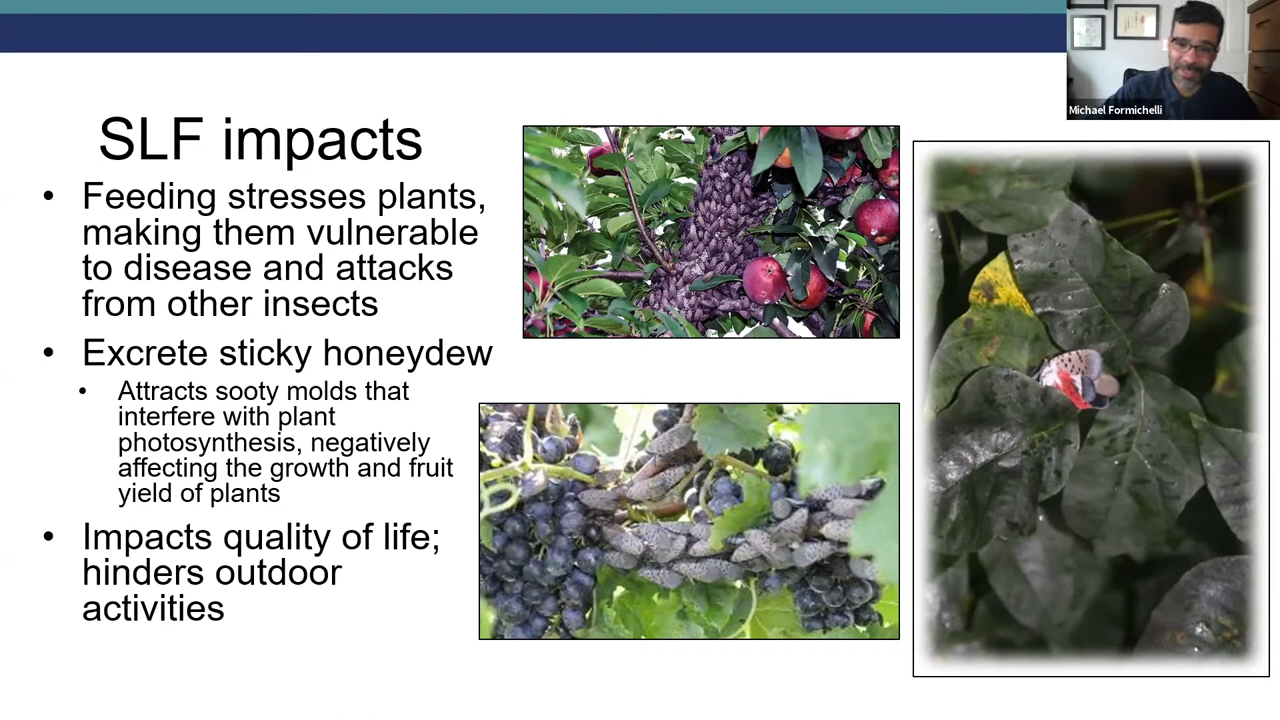 Michael Formichelli
SLF impacts
• Feeding stresses plants,
making them vulnerable
to disease and attacks
from other insects
• Excrete sticky honeydew
• Attracts sooty molds that
interfere with plant
photosynthesis, negatively
affecting the growth and fruit
yield of plants
• Impacts quality of life;
hinders outdoor
activities